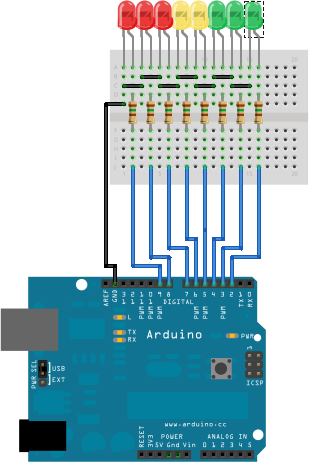 AREF
GND
13
12
11
10
9
8
7
6
5
4
3
2
1
0
PWM
PWM
PWM
PWM
PWM
PWM
TX
RX
DIGITAL
L
TX
RX
Arduino
PWR
PWR SEL
USB
EXT
ICSP
www.arduino.cc
RESET
3V3
5V
Gnd
Vin
POWER
ANALOG IN
0
1
2
3
4
5